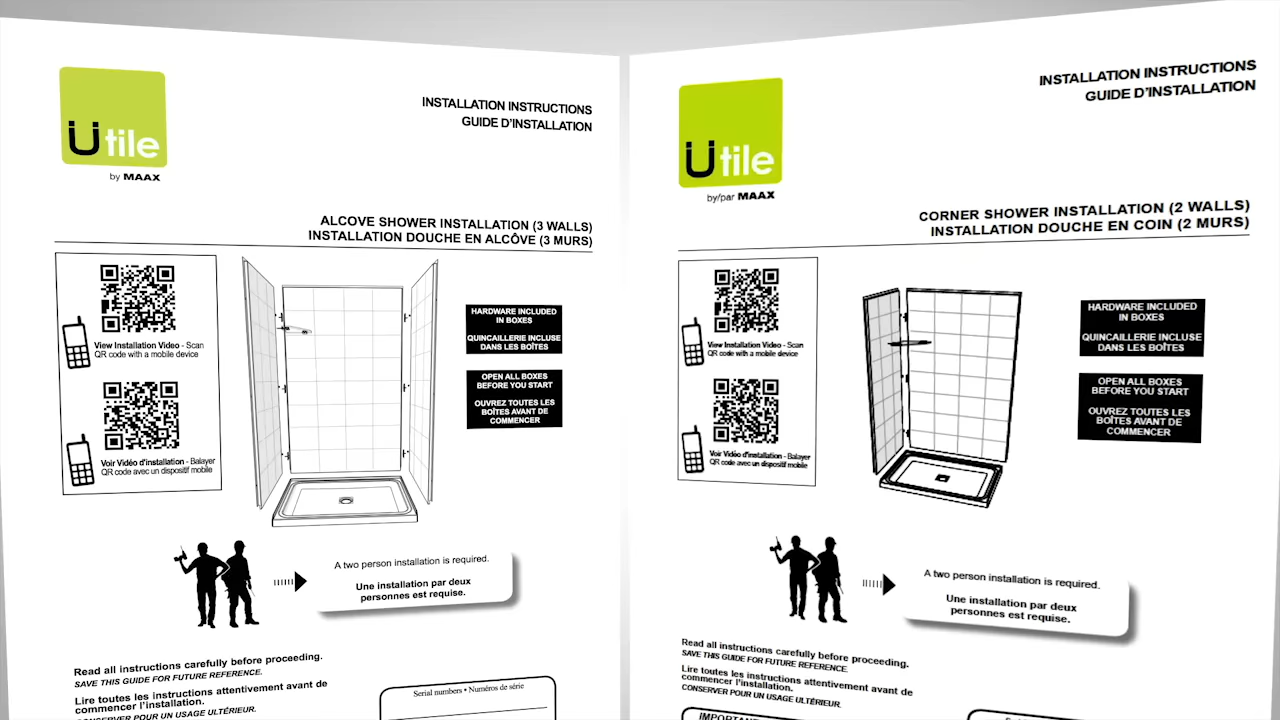 Ütile
by MAAX
INSTALLATION INSTRUCTIONS
GUIDE D'INSTALLATION
ALCOVE SHOWER INSTALLATION (3 WALLS)
INSTALLATION DOUCHE EN ALCÔVE (3 MURS)
View Installation Video - Scan
QR code with a mobile device
Voir Vidéo d'installation - Balayer
QR code avec un dispositif mobile
HARDWARE INCLUDED
IN BOXES
QUINCAILLERIE INCLUSE
DANS LES BOÎTES
OPEN ALL BOXES
BEFORE YOU START
OUVREZ TOUTES LES
BOÎTES AVANT DE
COMMENCER
A two person installation is required.
Une installation par deux
personnes est requise.
Read all instructions carefully before proceeding.
SAVE THIS GUIDE FOR FUTURE REFERENCE.
Lire toutes les instructions attentivement avant de
commencer l'installation.
CONSERVER POUR UN USAGE ULTÉRIEUR.
Serial numbers • Numéros de série
Ütile
by/par MAAX
INSTALLATION INSTRUCTIONS
GUIDE D'INSTALLATION
CORNER SHOWER INSTALLATION (2 WALLS)
INSTALLATION DOUCHE EN COIN (2 MURS)
View Installation Video - Scan
QR code with a mobile device
Voir Vidéo d'installation - Balayer
QR code avec un dispositif mobile
HARDWARE INCLUDED
IN BOXES
QUINCAILLERIE INCLUSE
DANS LES BOÎTES
OPEN ALL BOXES
BEFORE YOU START
OUVREZ TOUTES LES
BOÎTES AVANT DE
COMMENCER
A two person installation is required.
Une installation par deux
personnes est requise.
Read all instructions carefully before proceeding.
SAVE THIS GUIDE FOR FUTURE REFERENCE.
Lire toutes les instructions attentivement avant de
commencer l'installation.
CONSERVER POUR UN USAGE ULTÉRIEUR.
IMPORTANT